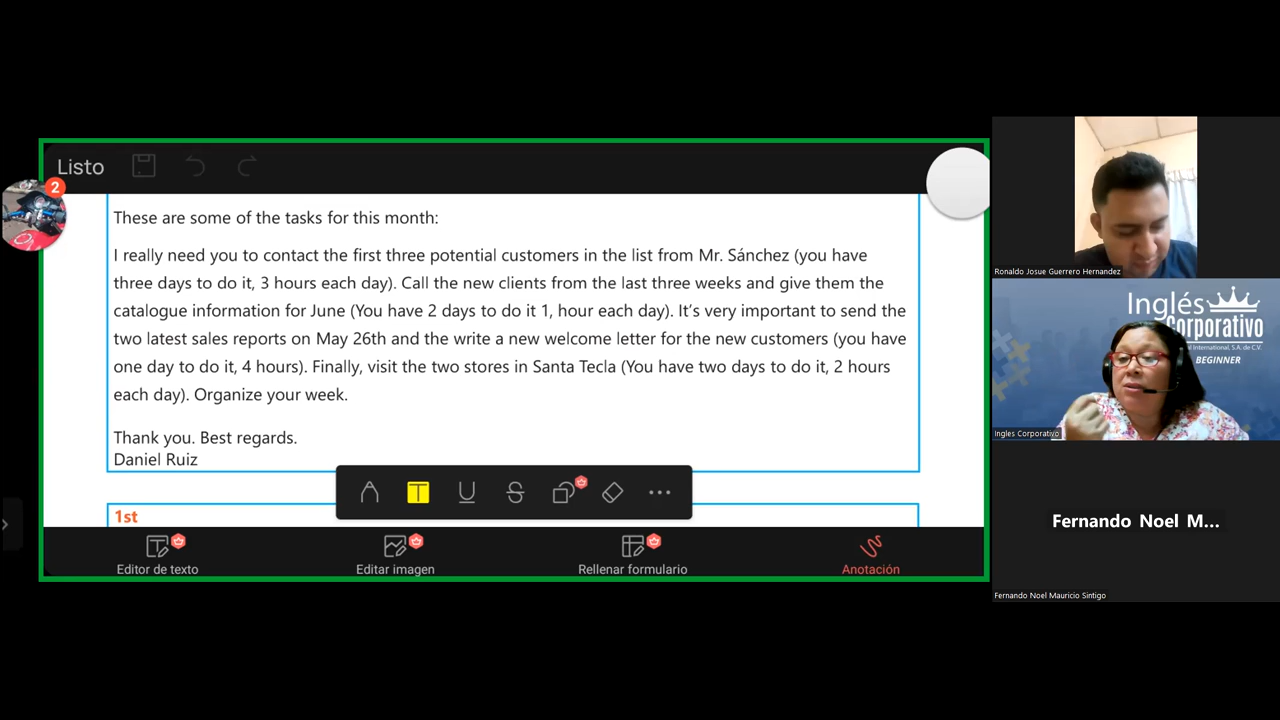 Listo
2
These are some of the tasks for this month:
I really need you to contact the first three potential customers in the list from Mr. Sánchez (you have
three days to do it, 3 hours each day). Call the new clients from the last three weeks and give them the
catalogue information for June (You have 2 days to do it 1, hour each day). It’s very important to send the
two latest sales reports on May 26th and the write a new welcome letter for the new customers (you have
one day to do it, 4 hours). Finally, visit the two stores in Santa Tecla (You have two days to do it, 2 hours
each day). Organize your week.
Thank you. Best regards.
Daniel Ruiz
1st
Editor de texto
Editar imagen
Rellenar formulario
Anotación
Ronaldo Josue Guerrero Hernandez
Inglés
Corporativo
International, S.A. de C.V.
BEGINNER
Ingles Corporativo
Fernando Noel M...
Fernando Noel Mauricio Sintigo